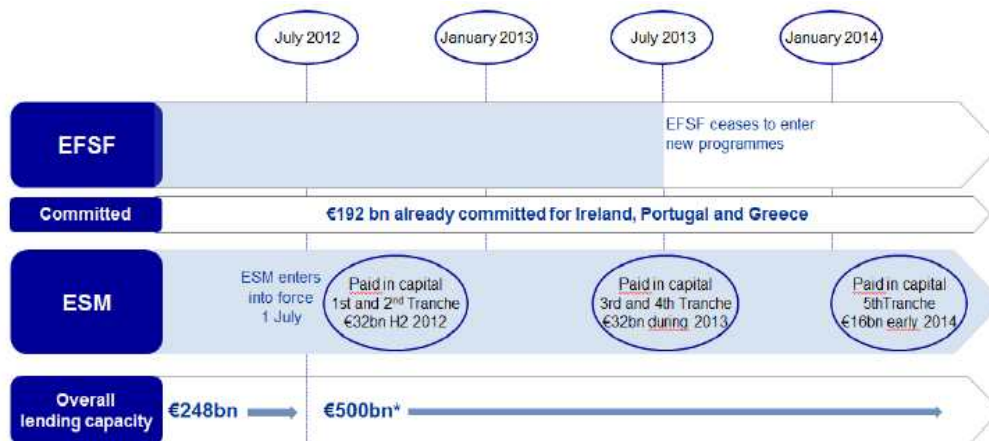 July 2012
January 2013
July 2013
January 2014
EFSF
EFSF ceases to enter
new programmes
Committed
€192 bn already committed for Ireland, Portugal and Greece
ESM
ESM enters
into force
1 July
Paid in capital
1st and 2nd Tranche
€32bn H2 2012
Paid in capital
3rd and 4th Tranche
€32bn during 2013
Paid in capital
5thTranche
€16bn early 2014
Overall
lending capacity
€248bn
€500bn*